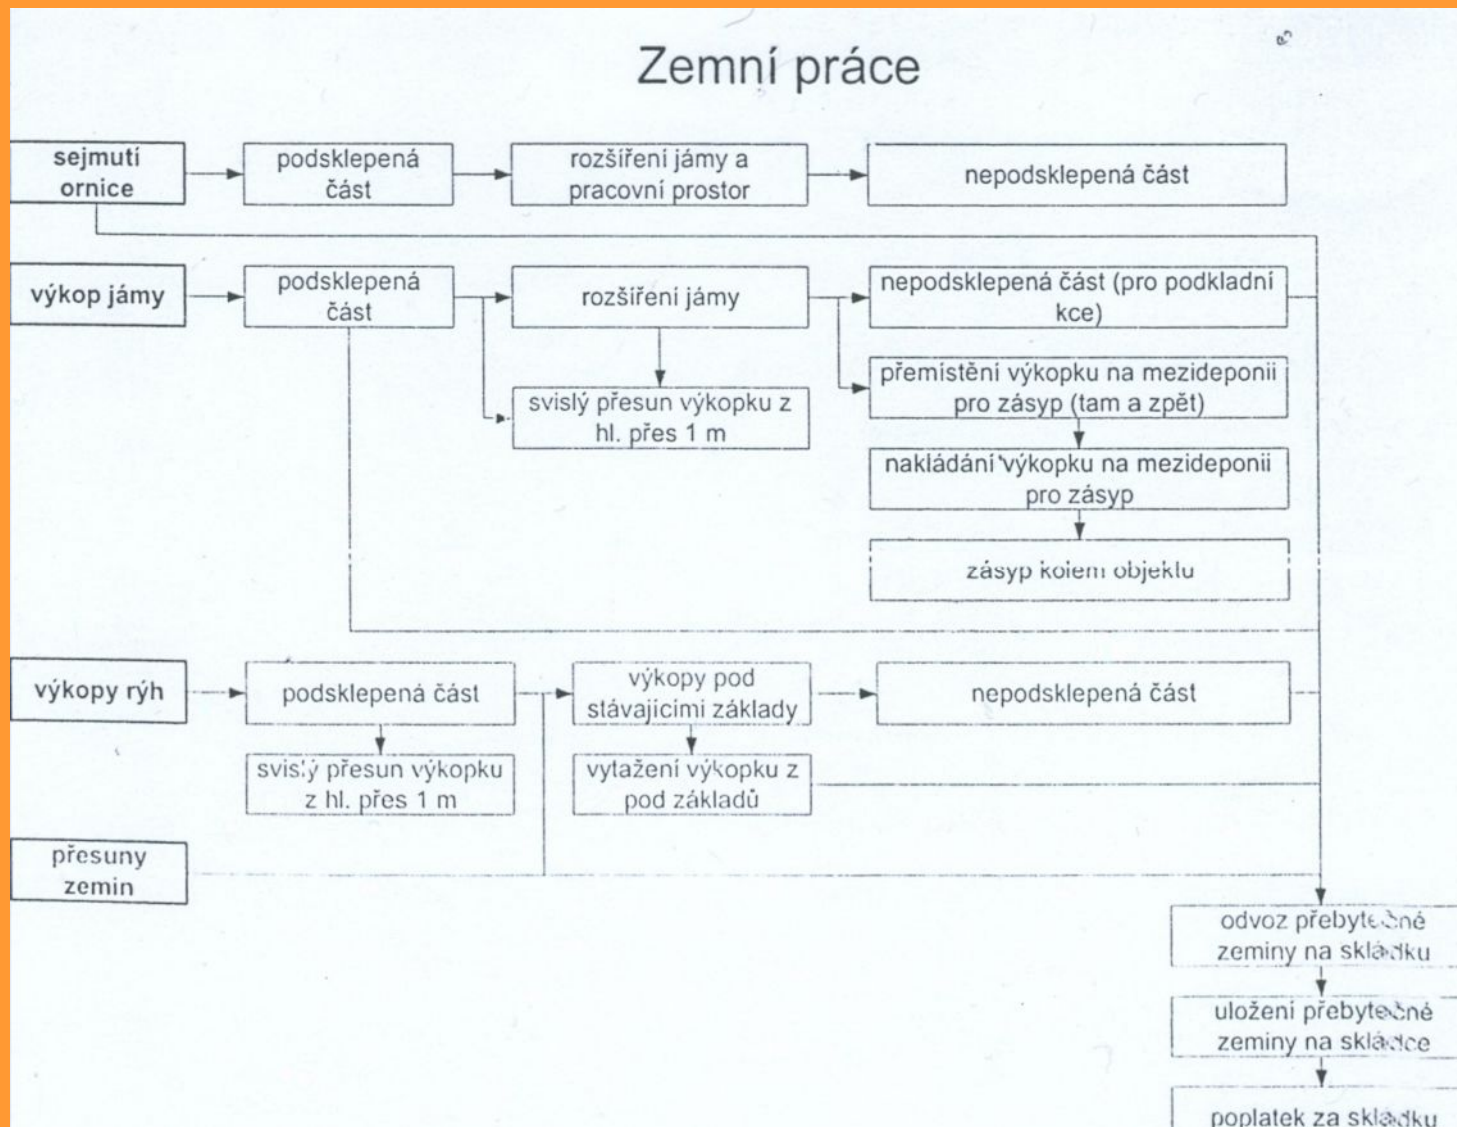 Zemní práce
sejmutí
ornice
podsklepená
část
rozšíření jámy a
pracovní prostor
nepodsklepená část
výkop jámy
podsklepená
část
rozšíření jámy
nepodsklepená část (pro podkladní
kce)
svislý přesun výkopku z
hl. přes 1 m
přemístění výkopku na mezideponii
pro zásyp (tam a zpět)
nakládání výkopku na mezideponii
pro zásyp
zásyp kolem objektu
výkopy rýh
podsklepená část
výkopy pod
stávajícimi základy
nepodsklepená část
svislý přesun výkopku
z hl. přes 1 m
vytažení výkopku z
pod základů
přesuny
zemin
odvoz přebytečné
zeminy na skládku
uložení přebytečné
zeminy na skládce
poplatek za skládku